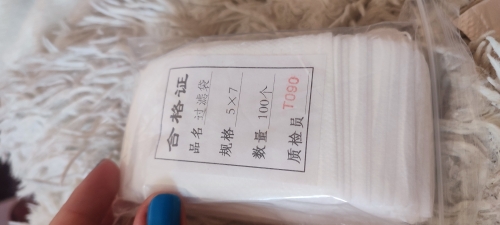 合格证
品名 过滤袋
规格 5×7
数量 100个
质检员 T090